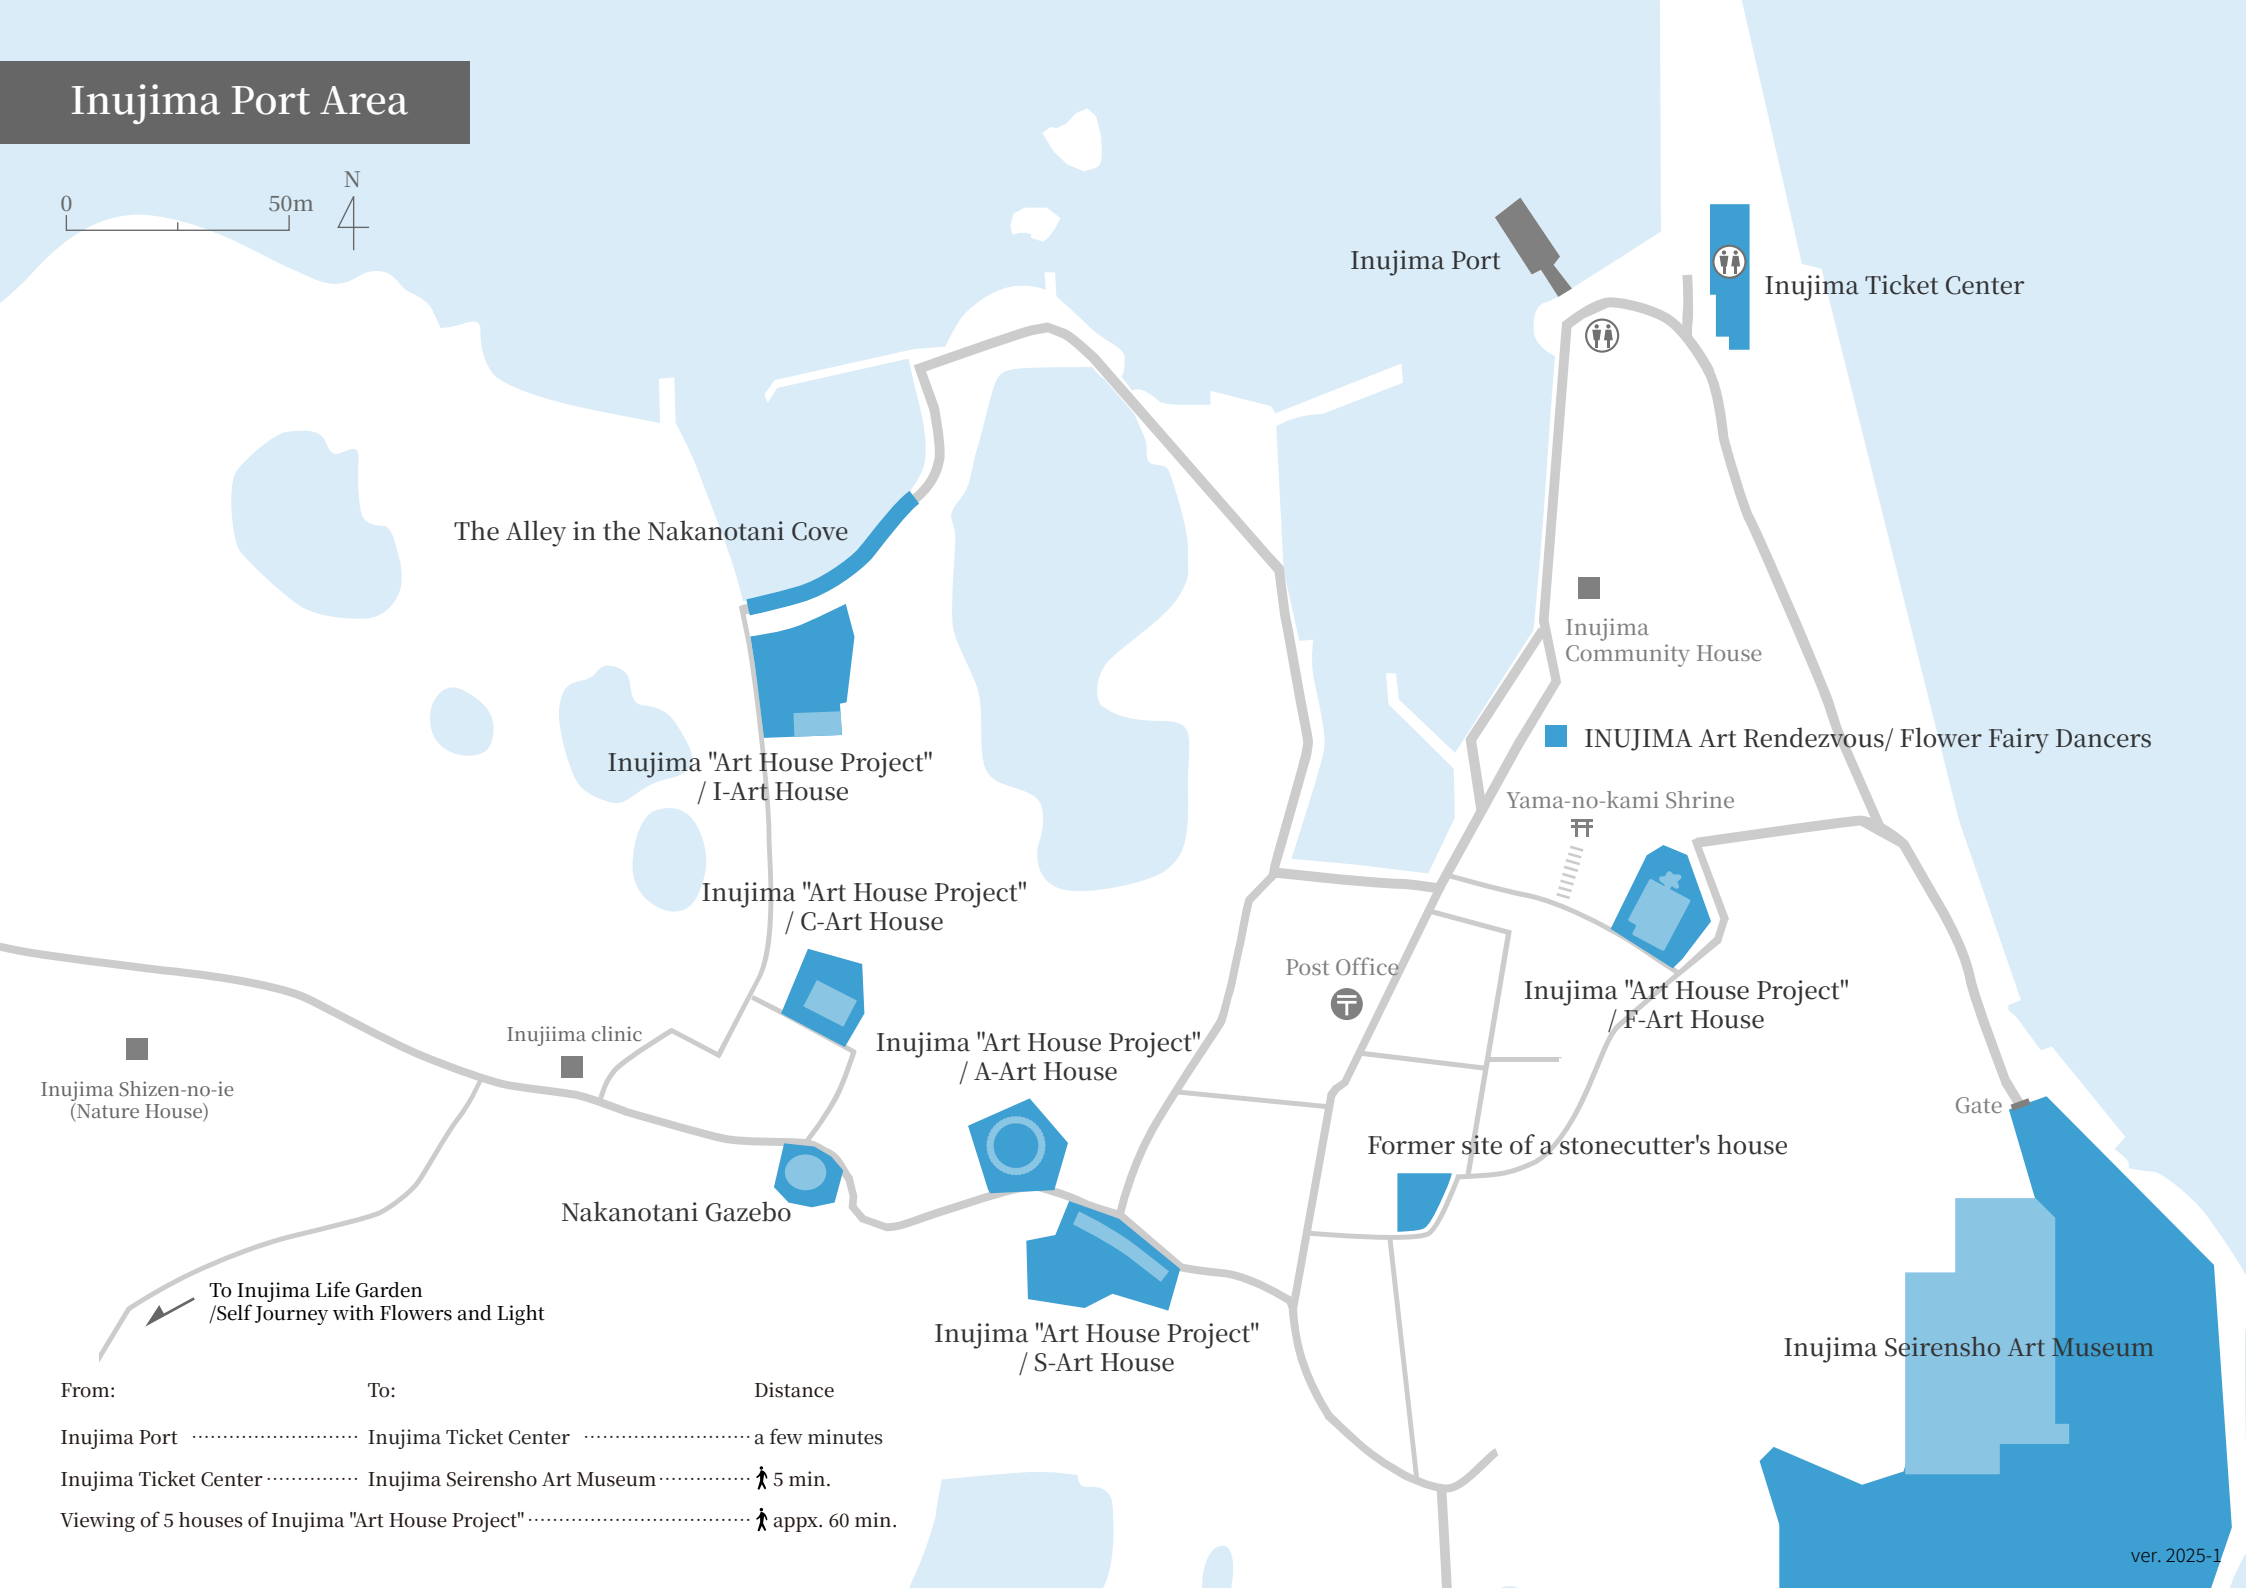 Inujima Port Area
0 50m
N
Inujima Port
Inujima Ticket Center
The Alley in the Nakanotani Cove
Inujima
Community House
INUJIMA Art Rendezvous/ Flower Fairy Dancers
Inujima "Art House Project"
/ I-Art House
Yama-no-kami Shrine
Inujima "Art House Project"
/ C-Art House
Post Office
Inujima "Art House Project"
/ F-Art House
Inujiima clinic
Inujima "Art House Project"
/ A-Art House
Inujima Shizen-no-ie
(Nature House)
Gate
Former site of a stonecutter's house
Nakanotani Gazebo
To Inujima Life Garden
/Self Journey with Flowers and Light
Inujima "Art House Project"
/ S-Art House
Inujima Seirensho Art Museum
From: To: Distance
Inujima Port Inujima Ticket Center a few minutes
Inujima Ticket Center Inujima Seirensho Art Museum 5 min.
Viewing of 5 houses of Inujima "Art House Project" appx. 60 min.
ver. 2025-1